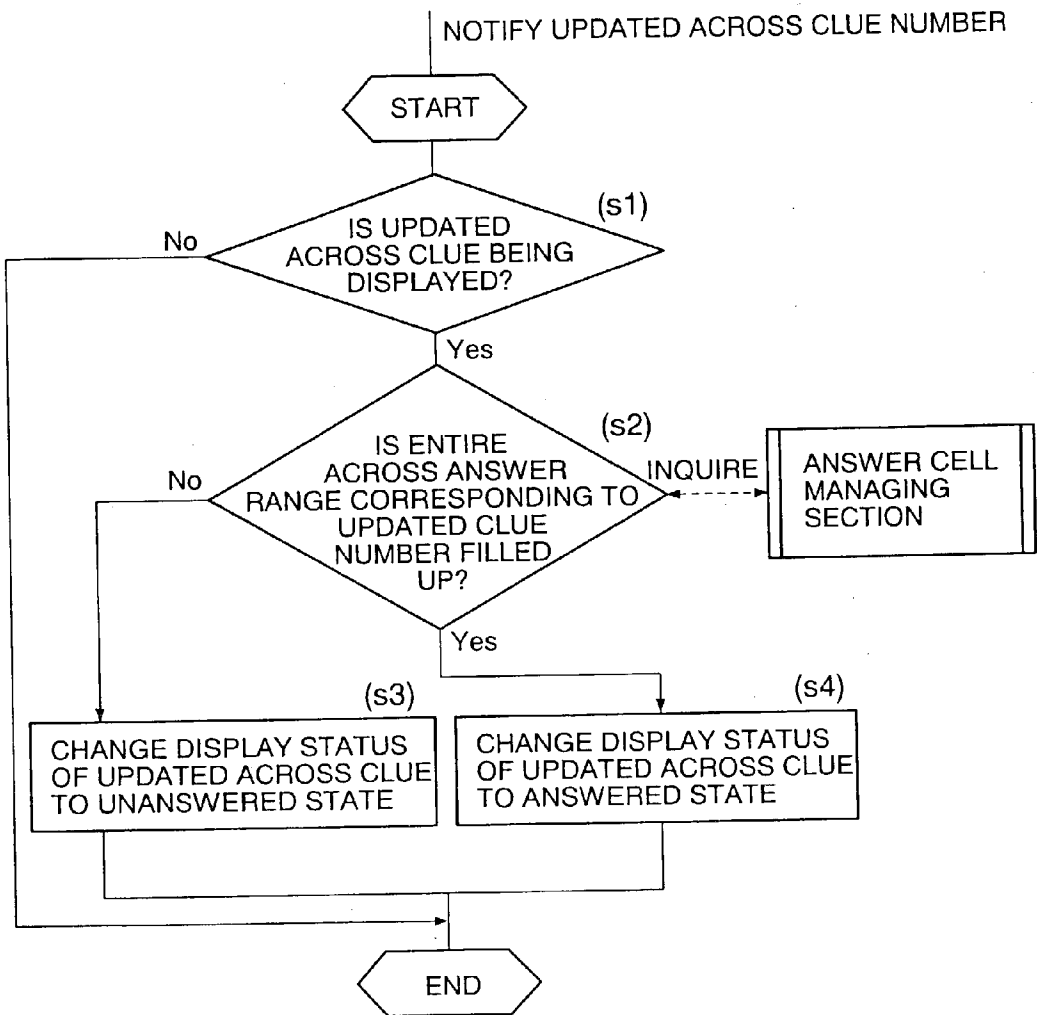 NOTIFY UPDATED ACROSS CLUE NUMBER
START
(s1)
IS UPDATED
ACROSS CLUE BEING
DISPLAYED?
No
Yes
(s2)
IS ENTIRE
ACROSS ANSWER
RANGE CORRESPONDING TO
UPDATED CLUE
NUMBER FILLED
UP?
No
INQUIRE
ANSWER CELL
MANAGING
SECTION
Yes
(s3)
CHANGE DISPLAY STATUS
OF UPDATED ACROSS CLUE
TO UNANSWERED STATE
(s4)
CHANGE DISPLAY STATUS
OF UPDATED ACROSS CLUE
TO ANSWERED STATE
END